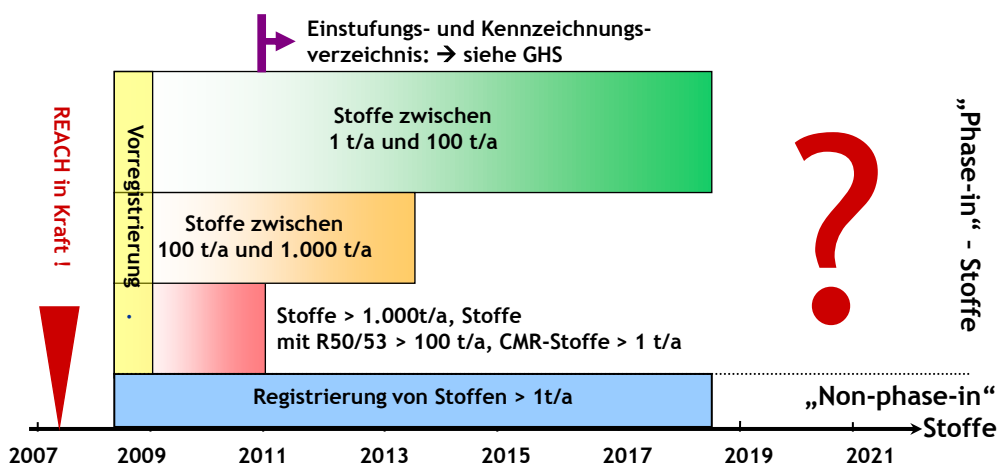 Einstufungs- und Kennzeichnungs-
verzeichnis: → siehe GHS
REACH in Kraft !
Vorregistrierung
Stoffe zwischen
1 t/a und 100 t/a
Stoffe zwischen
100 t/a und 1.000 t/a
Stoffe > 1.000t/a, Stoffe
mit R50/53 > 100 t/a, CMR-Stoffe > 1 t/a
?
„Phase-in“ - Stoffe
Registrierung von Stoffen > 1t/a
„Non-phase-in“
Stoffe
2007 2009 2011 2013 2015 2017 2019 2021